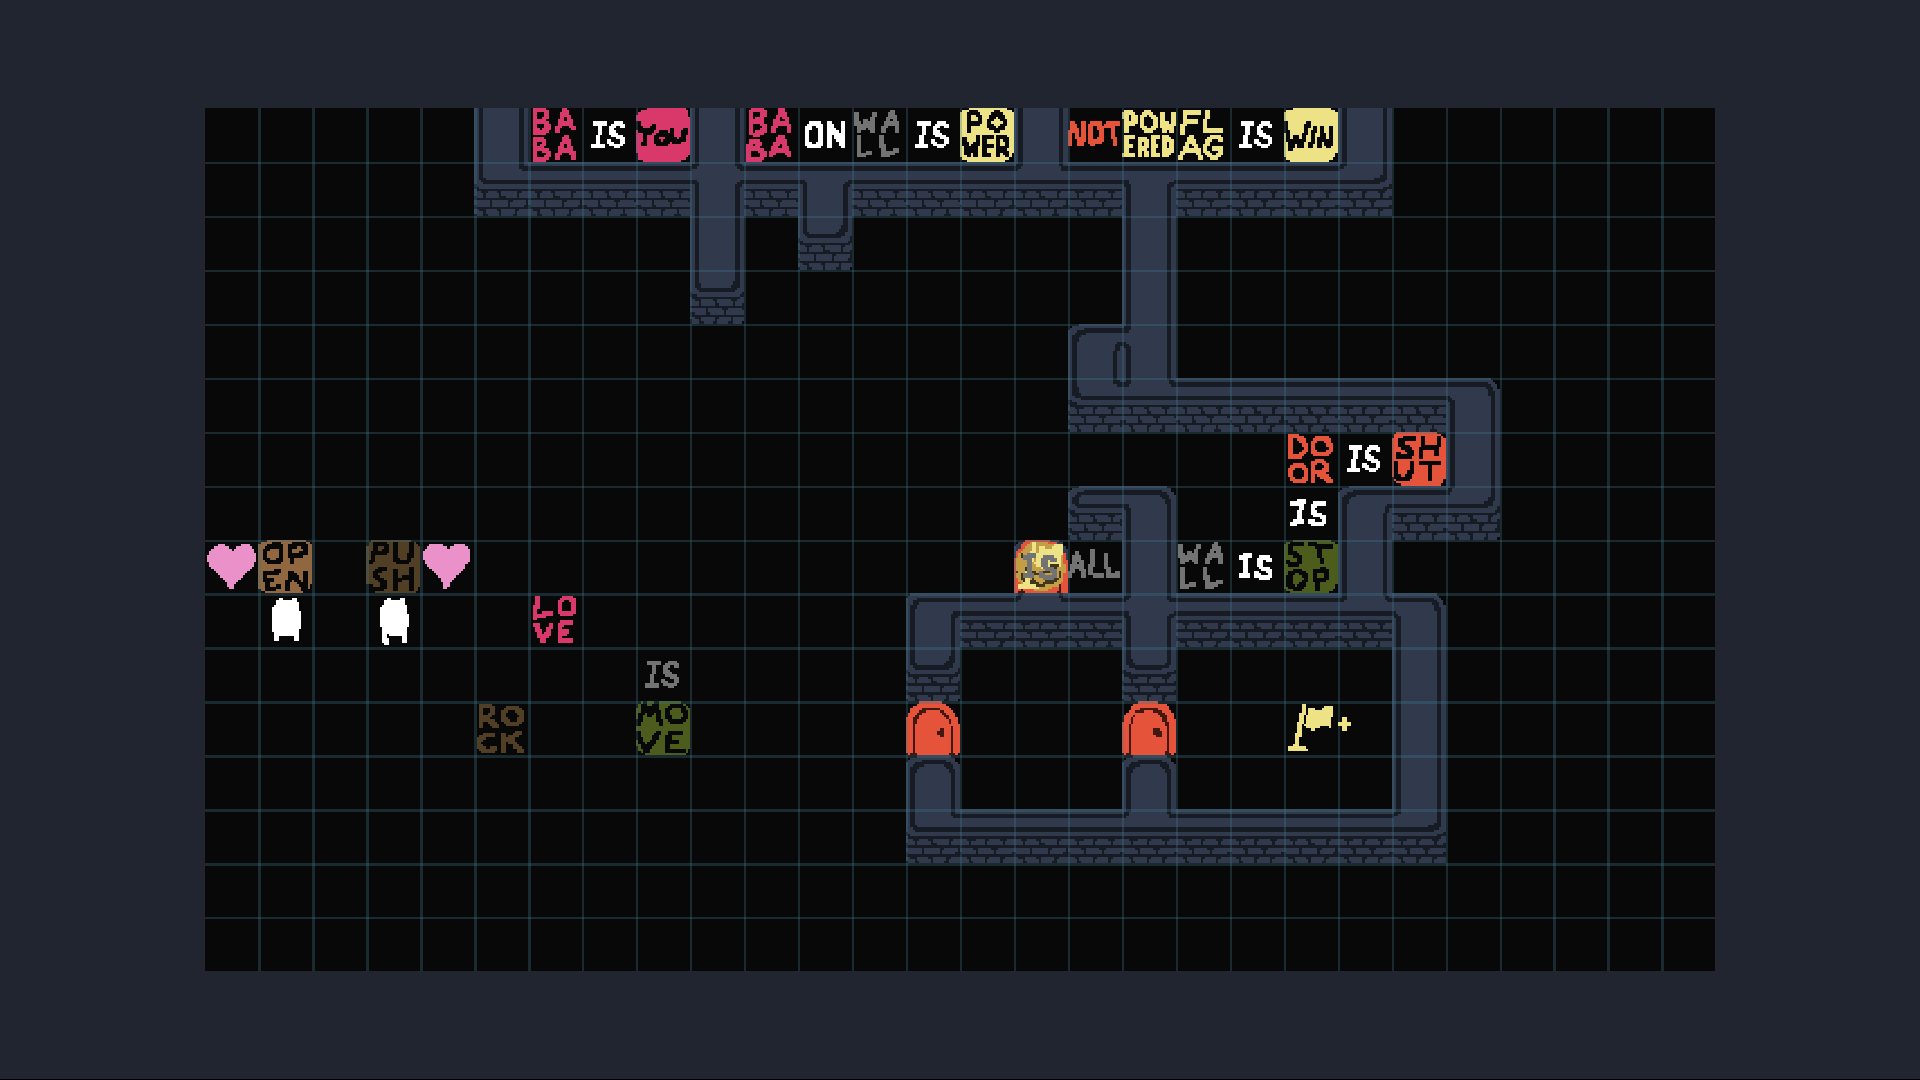 BABA IS YOU BABA ON WALL IS POWER NOT POWERED FLAG IS WIN
DOOR IS SHUT
IS
OPEN PUSH IS ALL WALL IS STOP
LOVE
IS
ROCK MOVE